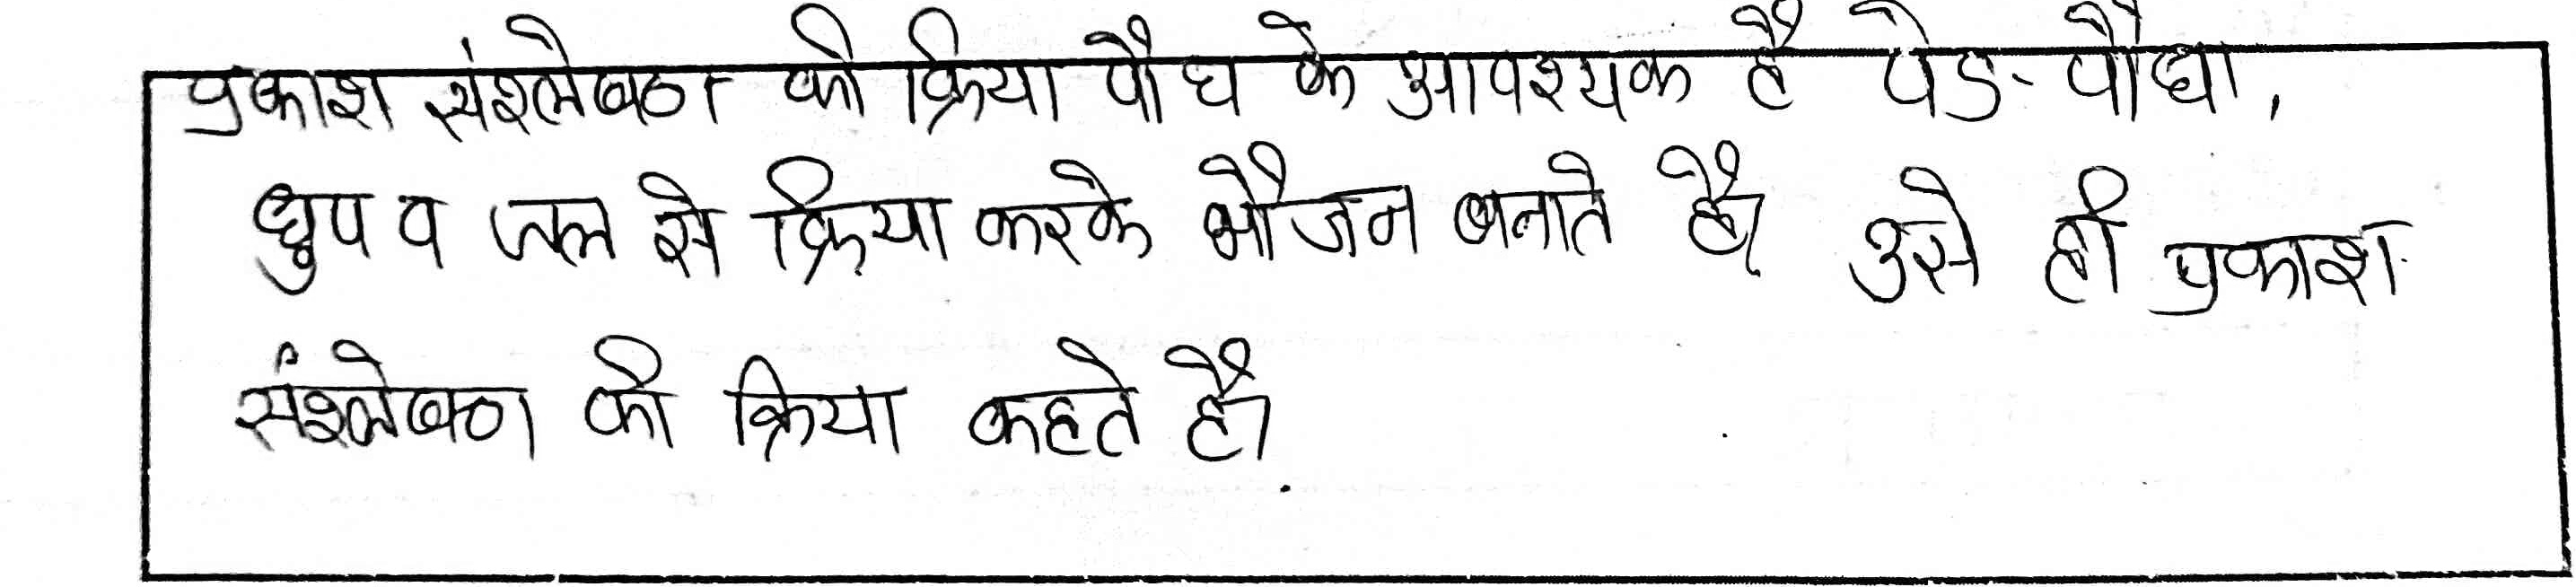 प्रकाश संश्लेषण की क्रिया पौध के आवश्यक है पेड-पौधा,
धुप व जल से क्रिया करके भौजन बनाते है। उसे ही प्रकाश
संश्लेषण की क्रिया कहते है।